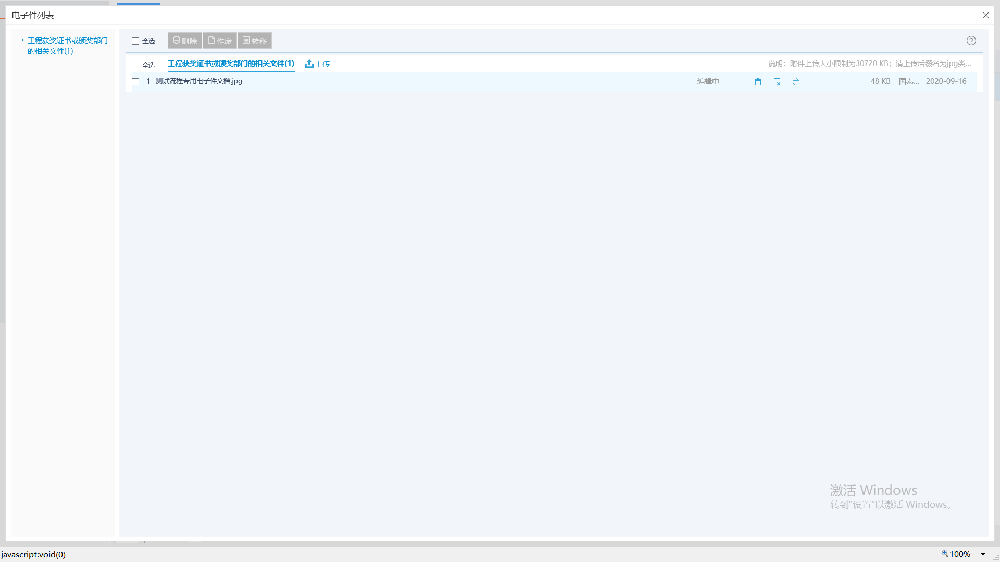 电子件列表
工程获奖证书或颁奖部门
的相关文件(1)
全选 删除 作废 转移
全选 工程获奖证书或颁奖部门的相关文件(1) 上传 说明：附件上传大小限制为30720 KB；请上传后缀名为jpg类...
1 测试流程专用电子件文档.jpg 编辑中 48 KB 国泰... 2020-09-16
激活 Windows
转到“设置”以激活 Windows。
javascript:void(0) 100%